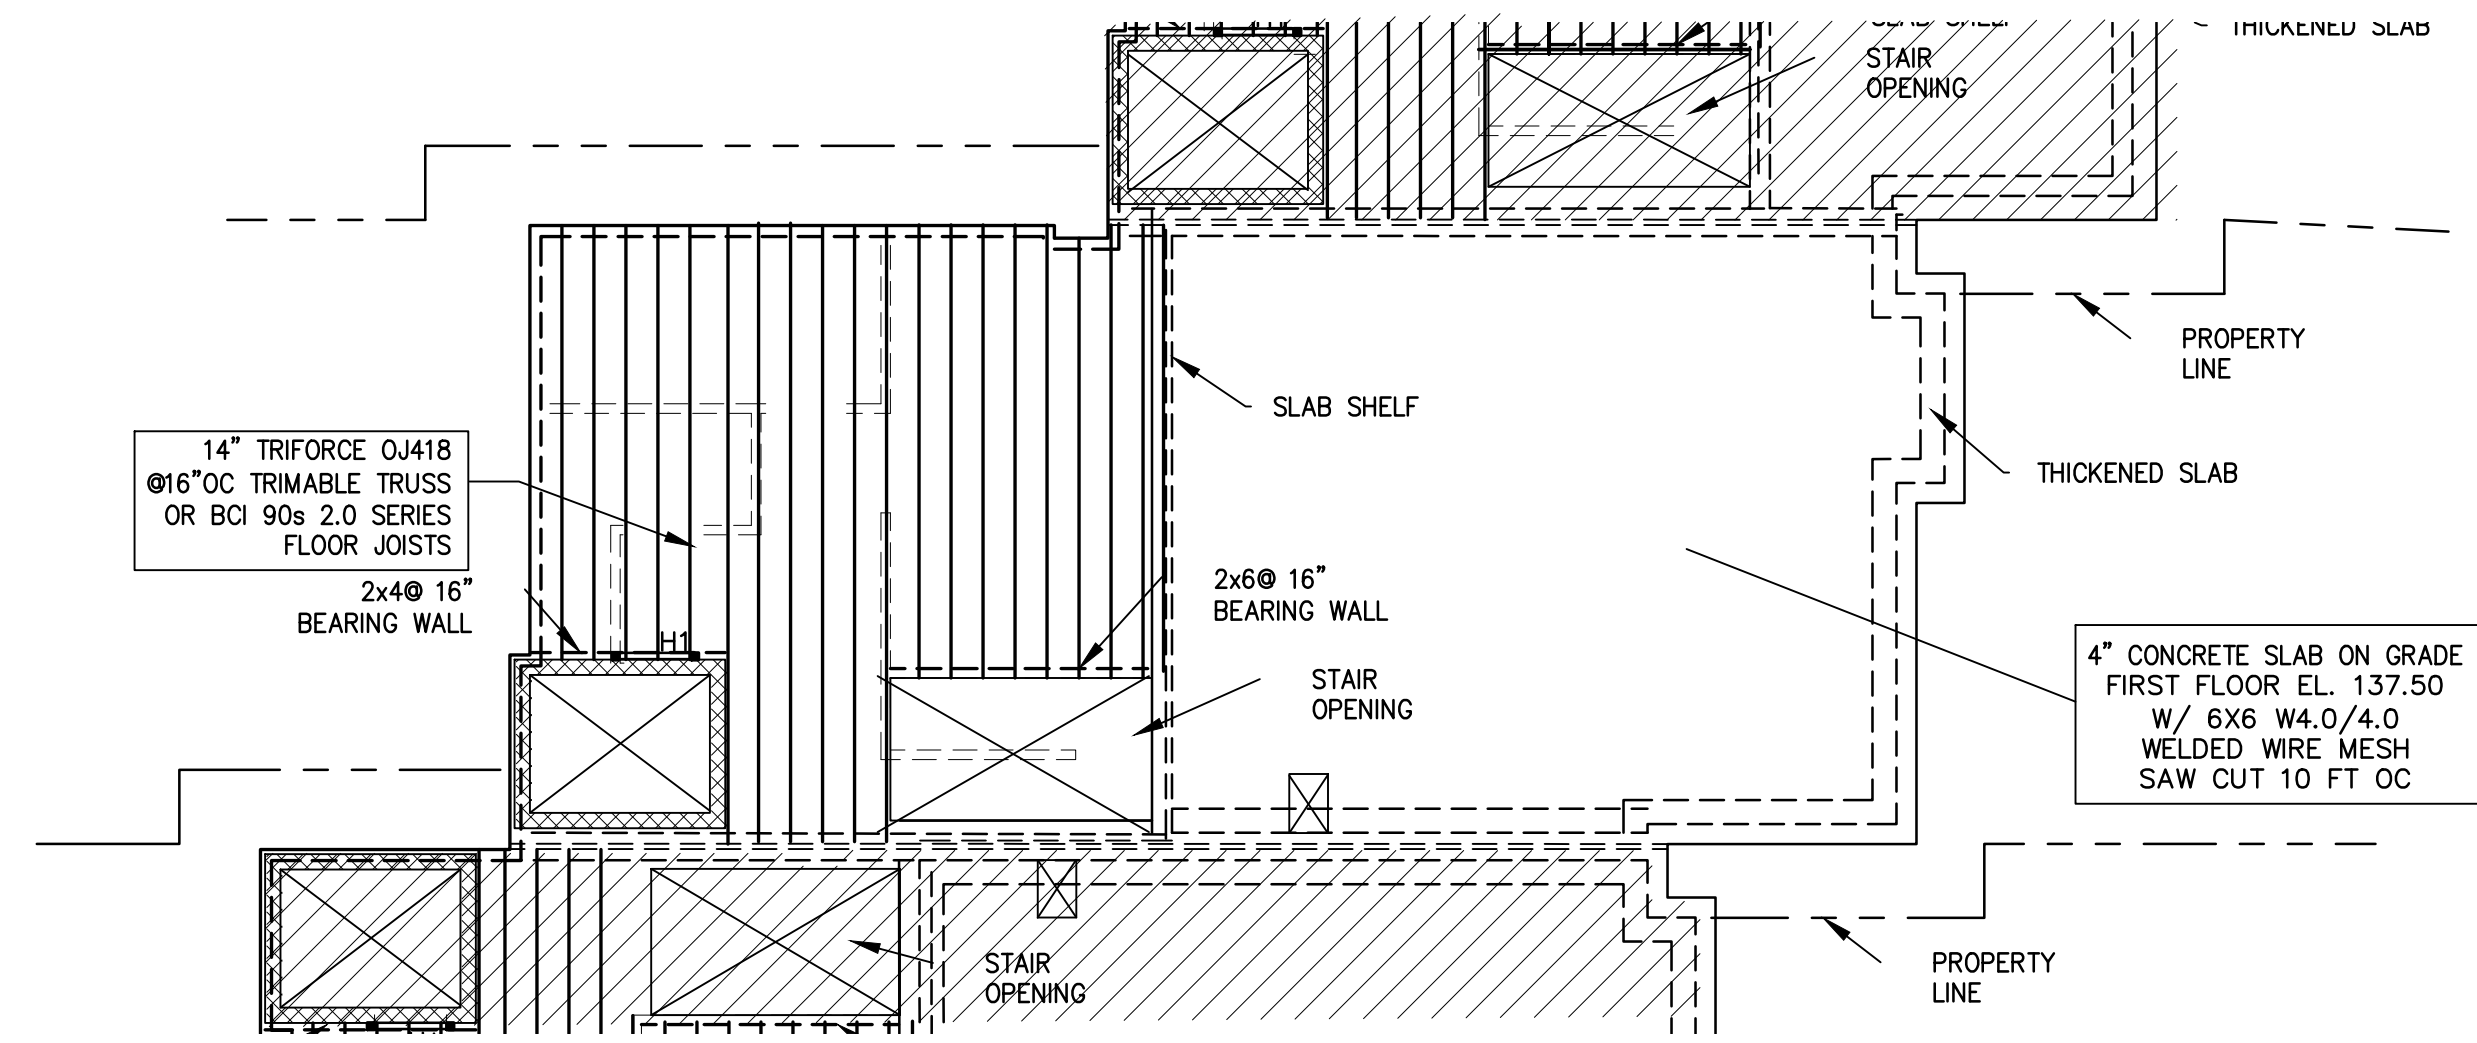 SLAB SHELF
THICKENED SLAB
STAIR
OPENING
PROPERTY
LINE
SLAB SHELF
14” TRIFORCE OJ418
@16”OC TRIMABLE TRUSS
OR BCI 90s 2.0 SERIES
FLOOR JOISTS
THICKENED SLAB
2x4@ 16”
BEARING WALL
2x6@ 16”
BEARING WALL
H1
STAIR
OPENING
4” CONCRETE SLAB ON GRADE
FIRST FLOOR EL. 137.50
W/ 6X6 W4.0/4.0
WELDED WIRE MESH
SAW CUT 10 FT OC
STAIR
OPENING
PROPERTY
LINE